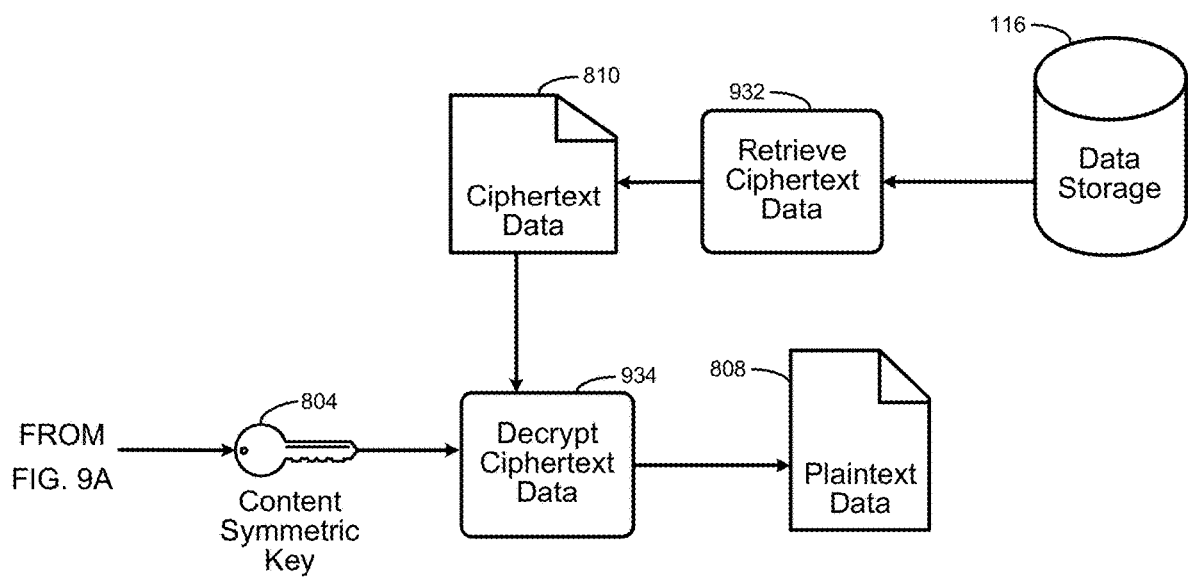 116
810
932
Retrieve
Ciphertext
Data
Data
Storage
Ciphertext
Data
934
808
804
FROM
FIG. 9A
Decrypt
Ciphertext
Data
Plaintext
Data
Content
Symmetric
Key